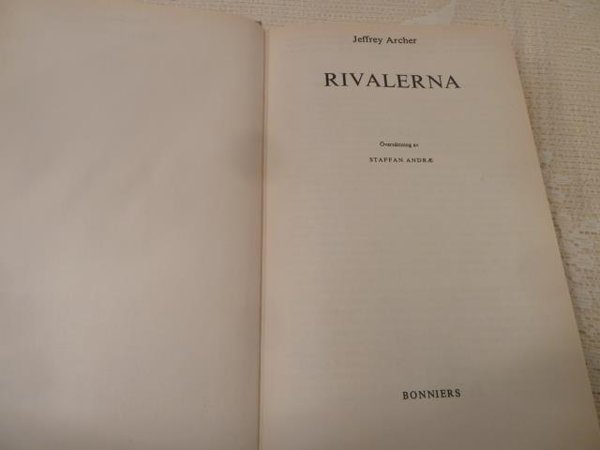 Jeffrey Archer
RIVALERNA
Översättning av
STAFFAN ANDRÆ
BONNIERS